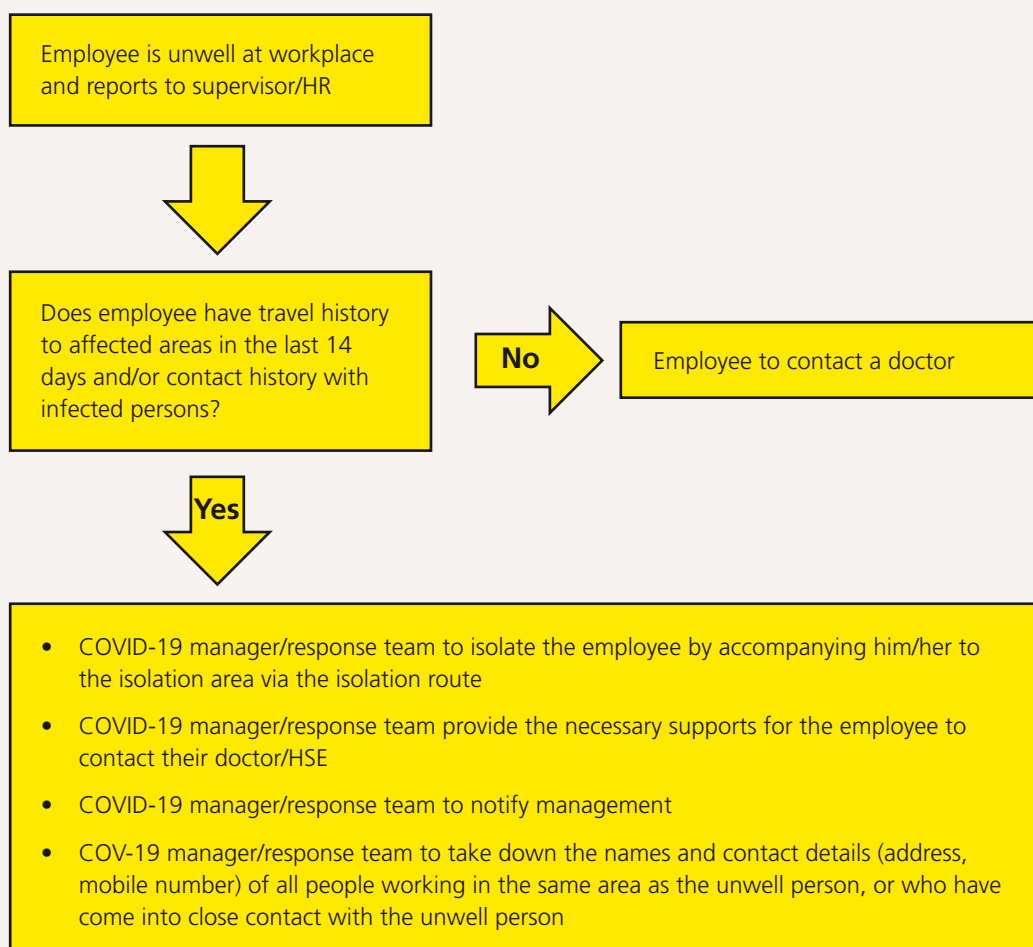 Employee is unwell at workplace
and reports to supervisor/HR
Does employee have travel history
to affected areas in the last 14
days and/or contact history with
infected persons?
No
Employee to contact a doctor
Yes
• COVID-19 manager/response team to isolate the employee by accompanying him/her to
the isolation area via the isolation route
• COVID-19 manager/response team provide the necessary supports for the employee to
contact their doctor/HSE
• COVID-19 manager/response team to notify management
• COV-19 manager/response team to take down the names and contact details (address,
mobile number) of all people working in the same area as the unwell person, or who have
come into close contact with the unwell person